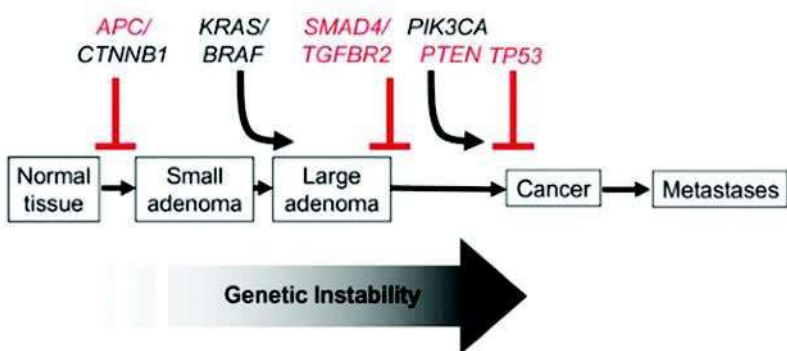 APC/
CTNNB1
KRAS/
BRAF
SMAD4/
TGFBR2
PIK3CA
PTEN TP53
Normal
tissue
Small
adenoma
Large
adenoma
Cancer
Metastases
Genetic Instability